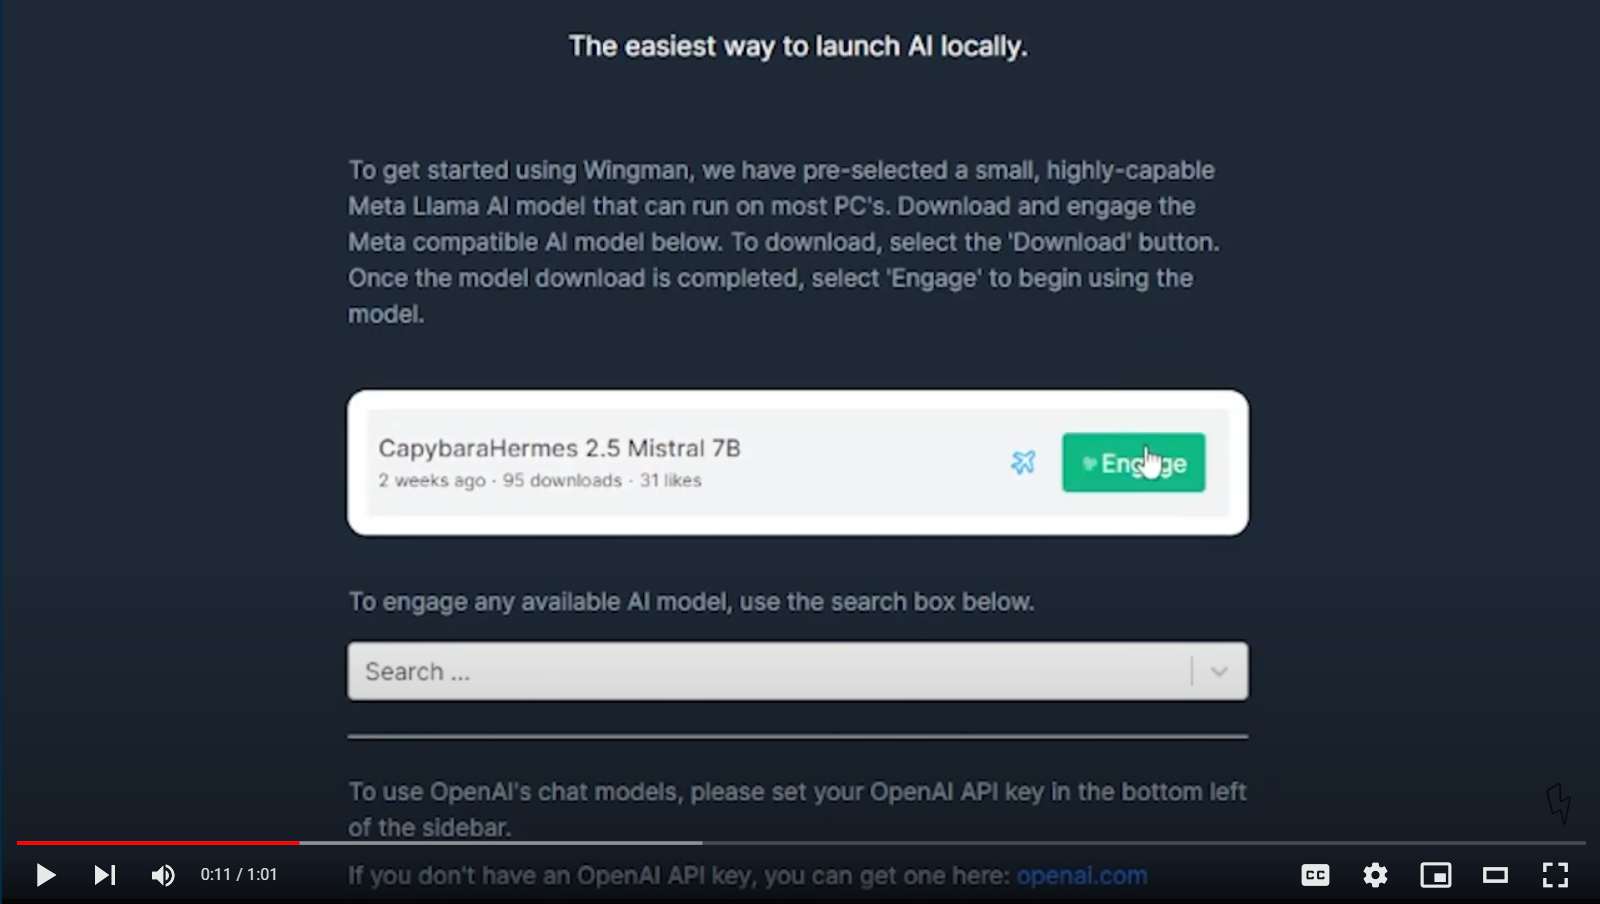 The easiest way to launch AI locally.
To get started using Wingman, we have pre-selected a small, highly-capable
Meta Llama AI model that can run on most PC's. Download and engage the
Meta compatible AI model below. To download, select the 'Download' button.
Once the model download is completed, select 'Engage' to begin using the
model.
CapybaraHermes 2.5 Mistral 7B
2 weeks ago · 95 downloads · 31 likes
Engage
To engage any available AI model, use the search box below.
Search ...
To use OpenAI's chat models, please set your OpenAI API key in the bottom left
of the sidebar.
If you don't have an OpenAI API key, you can get one here: openai.com
0:11 / 1:01
CC